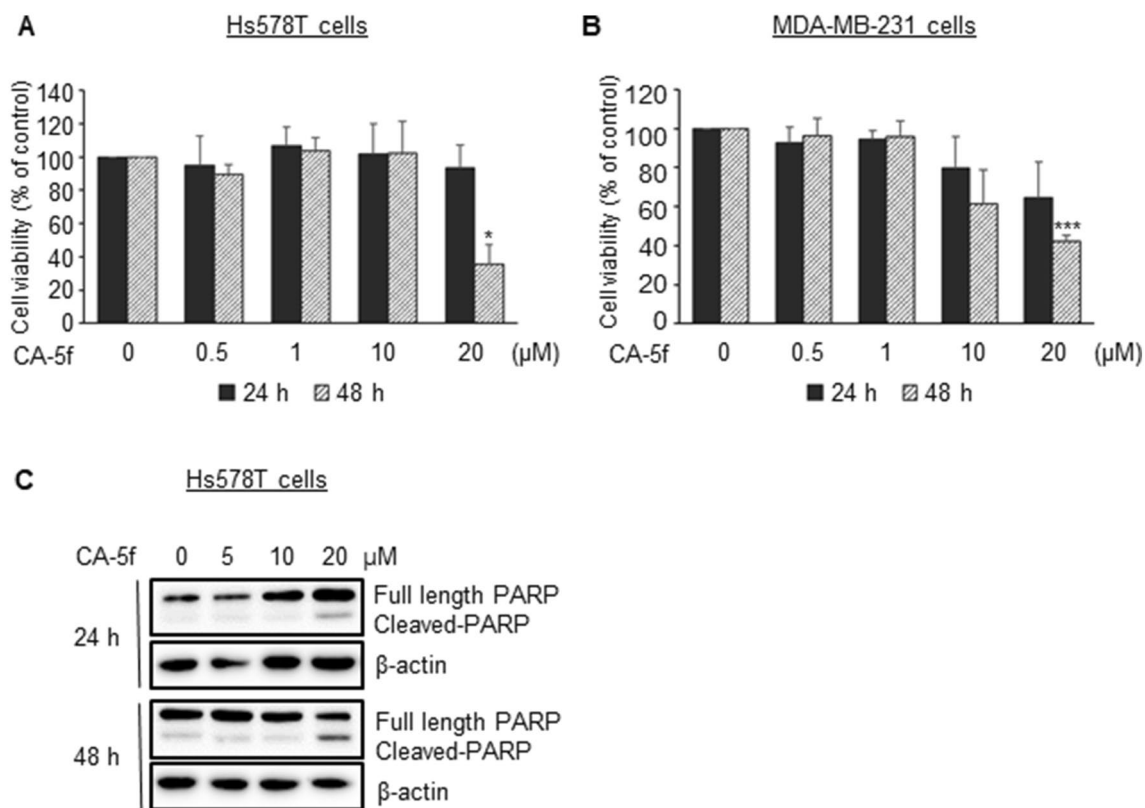 A
Hs578T cells
Cell viability (% of control)
140
120
100
80
60
40
20
0
*
CA-5f
0 0.5 1 10 20 (μM)
24 h 48 h
B
MDA-MB-231 cells
Cell viability (% of control)
120
100
80
60
40
20
0
***
CA-5f
0 0.5 1 10 20 (μM)
24 h 48 h
C
Hs578T cells
CA-5f 0 5 10 20 μM
24 h
Full length PARP
Cleaved-PARP
β-actin
48 h
Full length PARP
Cleaved-PARP
β-actin